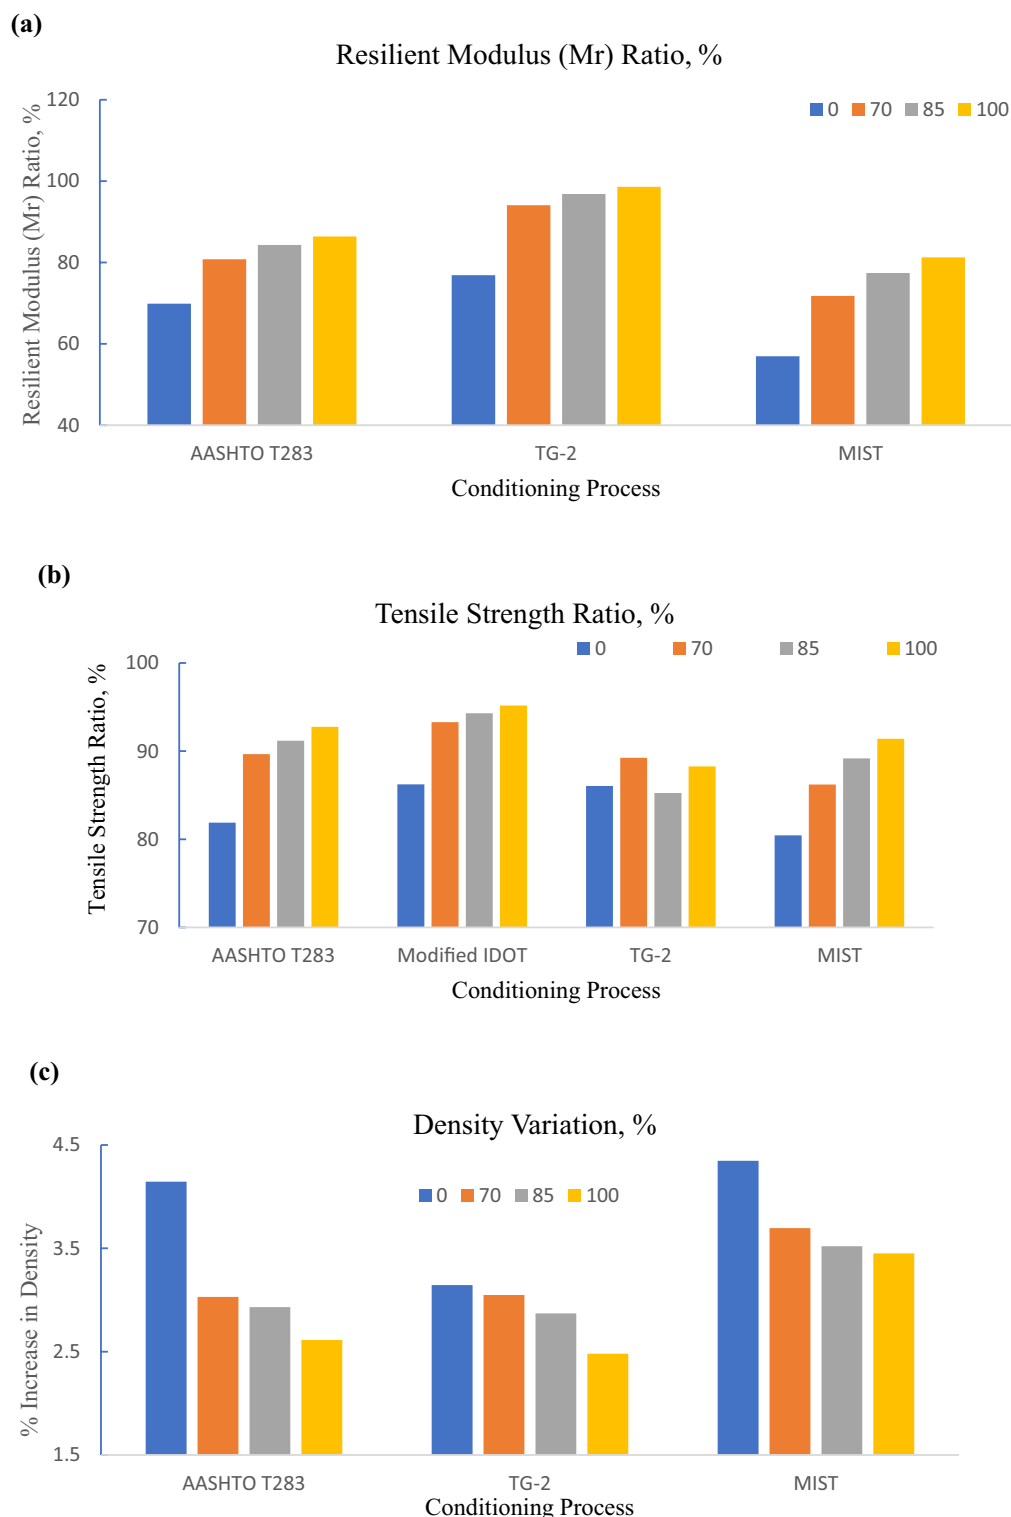 (a)
Resilient Modulus (Mr) Ratio, %
0 70 85 100
Resilient Modulus (Mr) Ratio, %
120
100
80
60
40
AASHTO T283 TG-2 MIST
Conditioning Process
(b)
Tensile Strength Ratio, %
0 70 85 100
Tensile Strength Ratio, %
100
90
80
70
AASHTO T283 Modified IDOT TG-2 MIST
Conditioning Process
(c)
Density Variation, %
0 70 85 100
% Increase in Density
4.5
3.5
2.5
1.5
AASHTO T283 TG-2 MIST
Conditioning Process